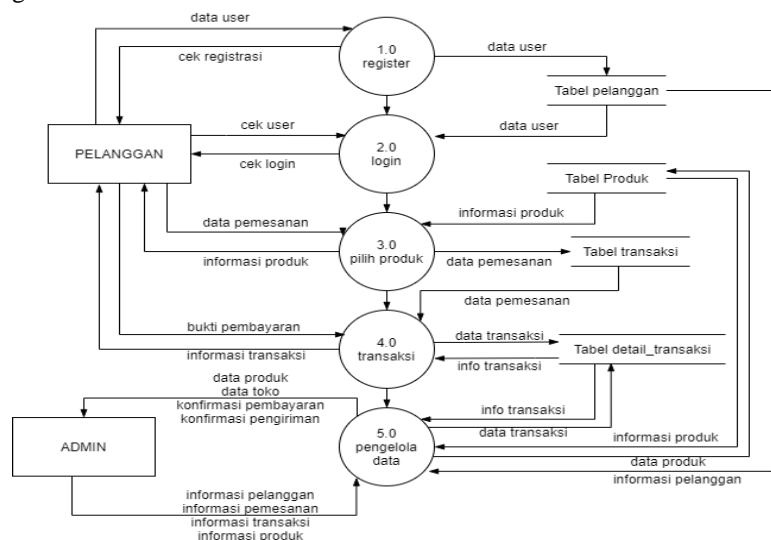 data user
cek registrasi
1.0
register
data user
Tabel pelanggan
data user
PELANGGAN
cek user
cek login
2.0
login
Tabel Produk
informasi produk
data pemesanan
informasi produk
3.0
pilih produk
data pemesanan
Tabel transaksi
data pemesanan
bukti pembayaran
informasi transaksi
4.0
transaksi
data transaksi
info transaksi
Tabel detail_transaksi
data produk
data toko
konfirmasi pembayaran
konfirmasi pengiriman
ADMIN
5.0
pengelola
data
info transaksi
data transaksi
informasi produk
data produk
informasi pelanggan
informasi pelanggan
informasi pemesanan
informasi transaksi
informasi produk